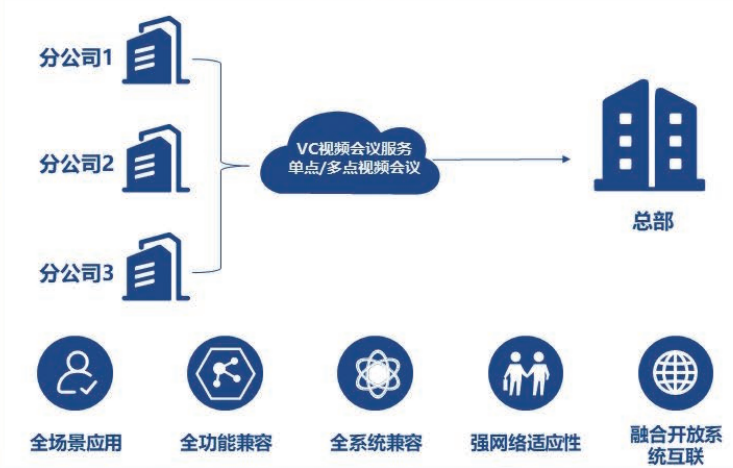 分公司1
分公司2
VC视频会议服务
单点/多点视频会议
总部
分公司3
全场景应用
全功能兼容
全系统兼容
强网络适应性
融合开放系
统互联